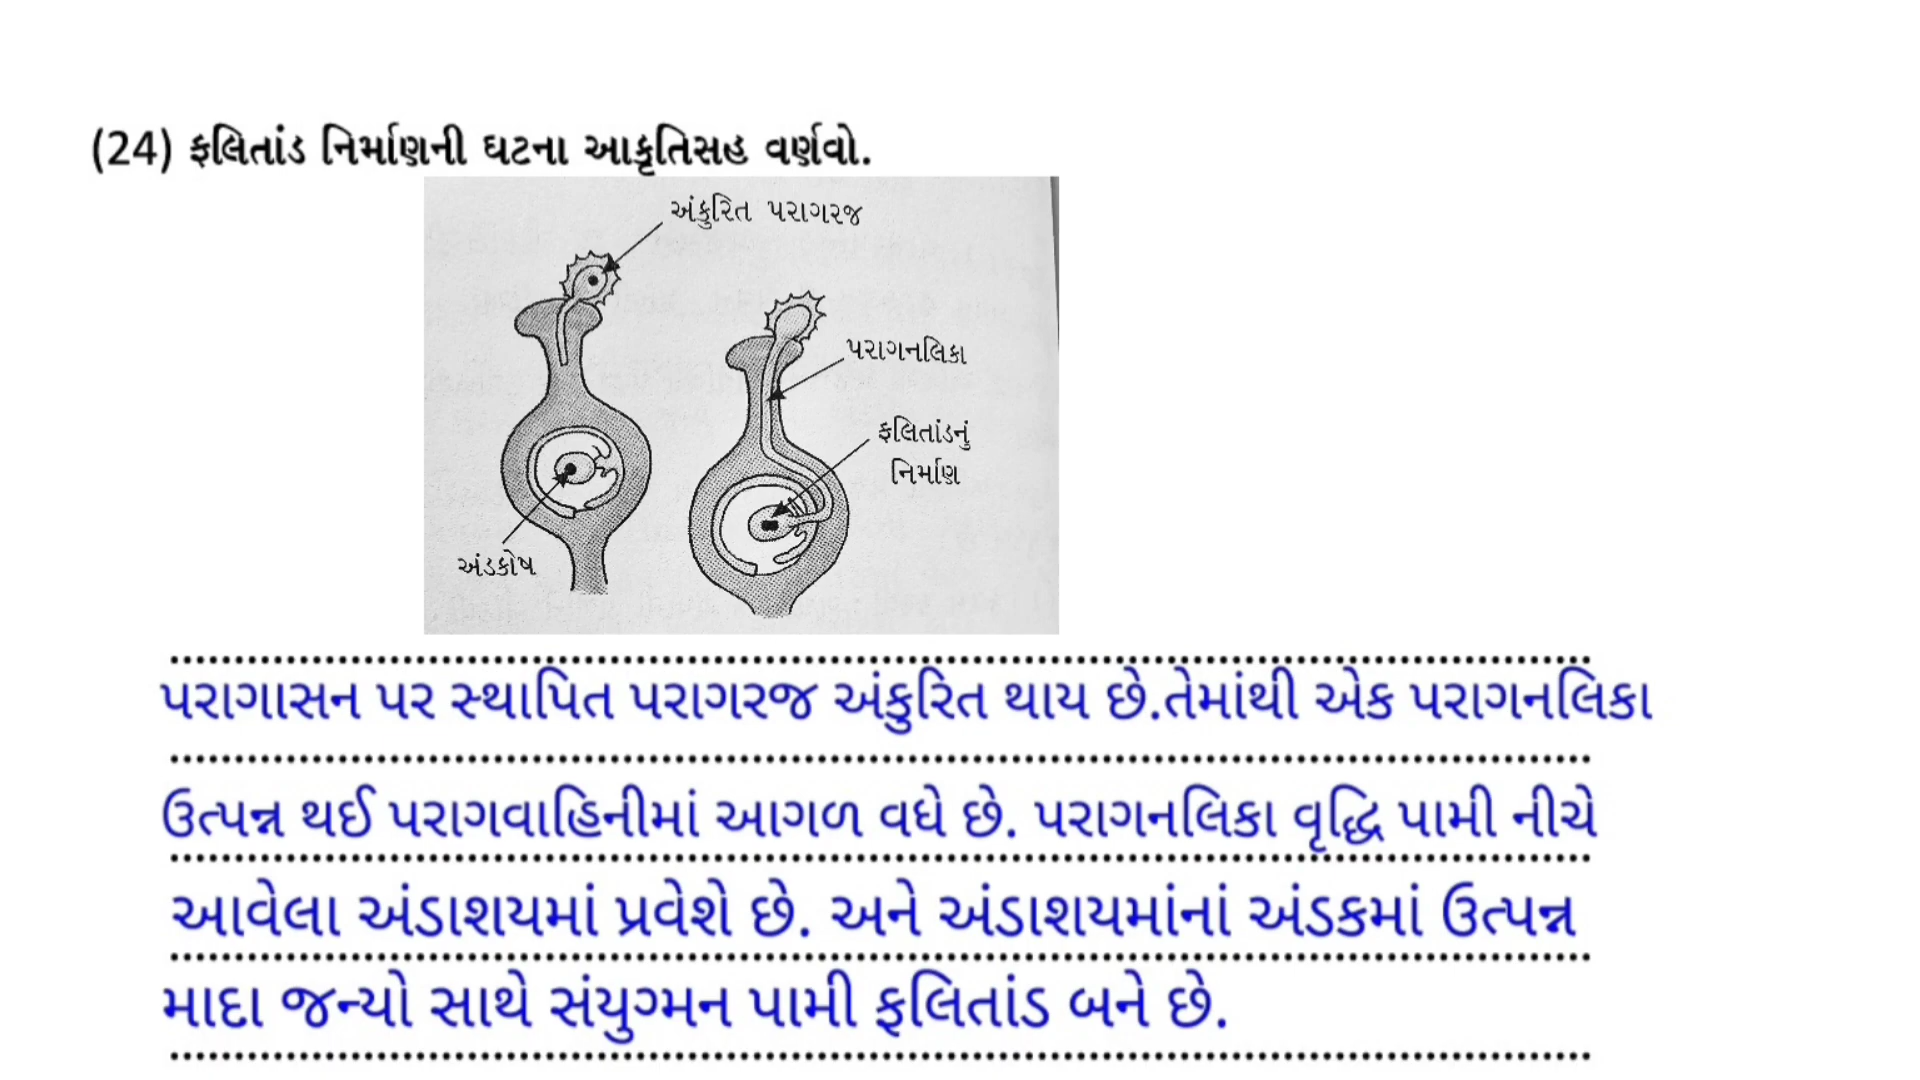 (24) ફલિતાંડ નિર્માણની ઘટના આકૃતિસહ વર્ણવો.
અંકુરિત પરાગરજ
પરાગનલિકા
ફલિતાંડનું
નિર્માણ
અંડકોષ
પરાગાસન પર સ્થાપિત પરાગરજ અંકુરિત થાય છે.તેમાંથી એક પરાગનલિકા
ઉત્પન્ન થઈ પરાગવાહિનીમાં આગળ વધે છે. પરાગનલિકા વૃદ્ધિ પામી નીચે
આવેલા અંડાશયમાં પ્રવેશે છે. અને અંડાશયમાંનાં અંડકમાં ઉત્પન્ન
માદા જન્યો સાથે સંયુગ્મન પામી ફલિતાંડ બને છે.